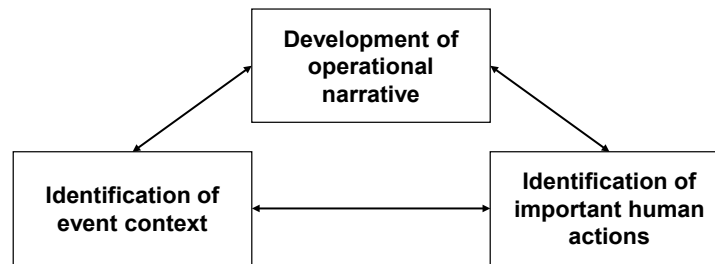 Development of
operational
narrative
Identification of
event context
Identification of
important human
actions